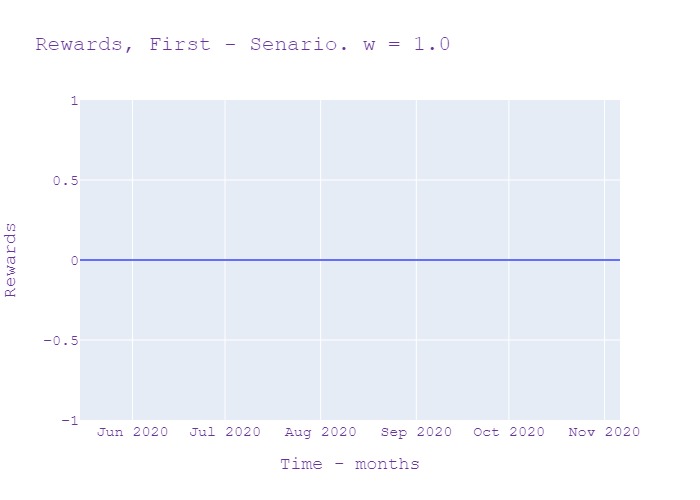 Rewards, First - Senario. w = 1.0
1
0.5
0
−0.5
−1
Rewards
Jun 2020 Jul 2020 Aug 2020 Sep 2020 Oct 2020 Nov 2020
Time - months